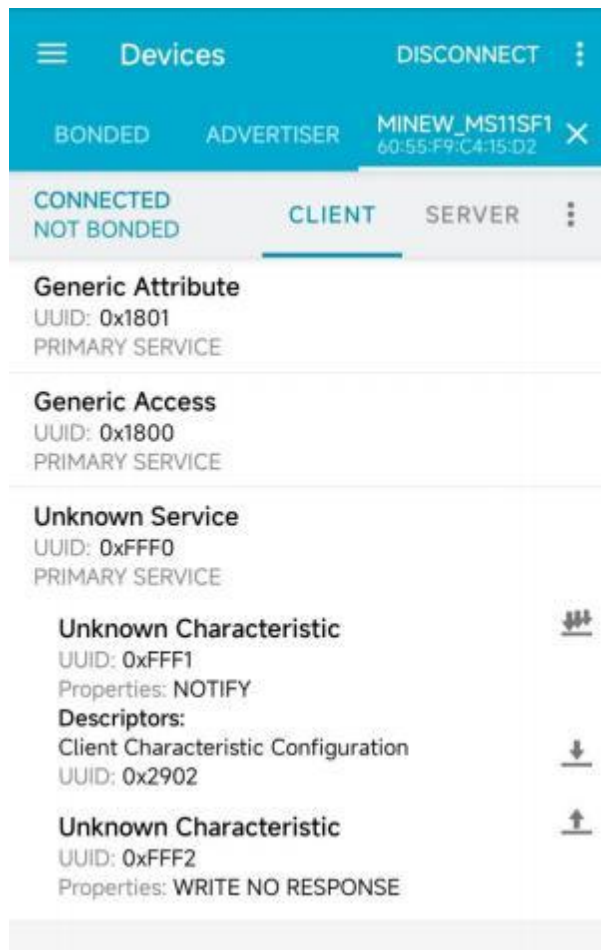 Devices
DISCONNECT
BONDED
ADVERTISER
MINEW_MS11SF1
60:55:F9:C4:15:D2
CONNECTED
NOT BONDED
CLIENT
SERVER
Generic Attribute
UUID: 0x1801
PRIMARY SERVICE
Generic Access
UUID: 0x1800
PRIMARY SERVICE
Unknown Service
UUID: 0xFFF0
PRIMARY SERVICE
Unknown Characteristic
UUID: 0xFFF1
Properties: NOTIFY
Descriptors:
Client Characteristic Configuration
UUID: 0x2902
Unknown Characteristic
UUID: 0xFFF2
Properties: WRITE NO RESPONSE